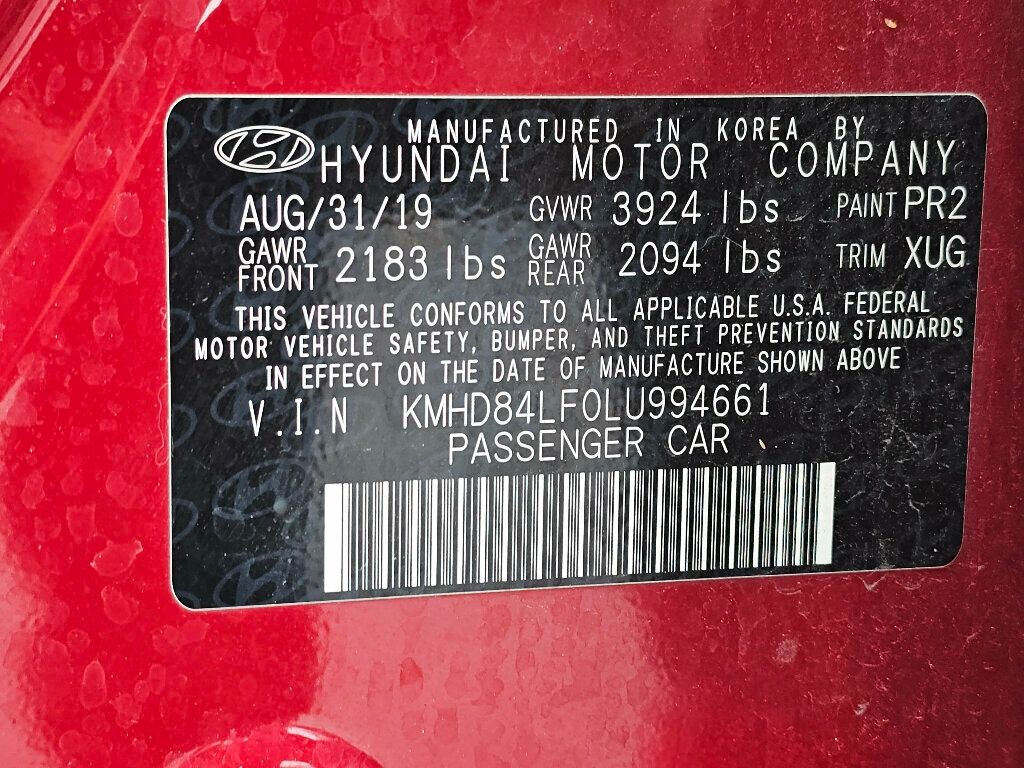 MANUFACTURED IN KOREA BY
HYUNDAI MOTOR COMPANY
AUG/31/19 GVWR 3924 lbs PAINT PR2
GAWR FRONT 2183 lbs GAWR REAR 2094 lbs TRIM XUG
THIS VEHICLE CONFORMS TO ALL APPLICABLE U.S.A. FEDERAL
MOTOR VEHICLE SAFETY, BUMPER, AND THEFT PREVENTION STANDARDS
IN EFFECT ON THE DATE OF MANUFACTURE SHOWN ABOVE
V.I.N KMHD84LF0LU994661
PASSENGER CAR